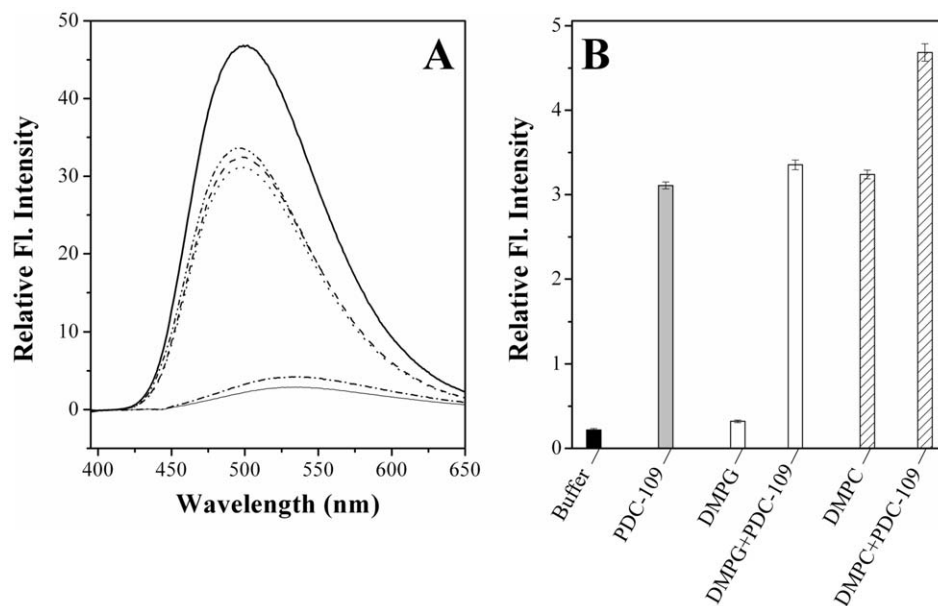 A
Relative Fl. Intensity
50
40
30
20
10
0
400
450
500
550
600
650
Wavelength (nm)
B
Relative Fl. Intensity
5
4
3
2
1
0
Buffer
PDC-109
DMPG
DMPG+PDC-109
DMPC
DMPC+PDC-109